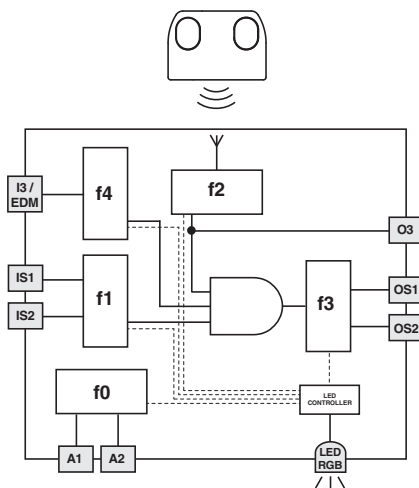 I3 /
EDM
f4
f2
O3
IS1
IS2
f1
f3
OS1
OS2
f0
LED
CONTROLLER
A1
A2
LED
RGB